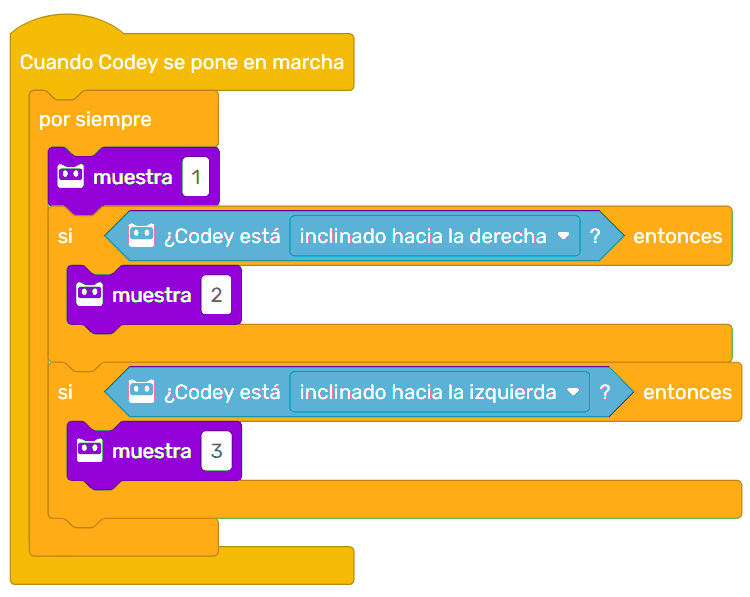 Cuando Codey se pone en marcha
por siempre
muestra 1
si ¿Codey está inclinado hacia la derecha ? entonces
muestra 2
si ¿Codey está inclinado hacia la izquierda ? entonces
muestra 3